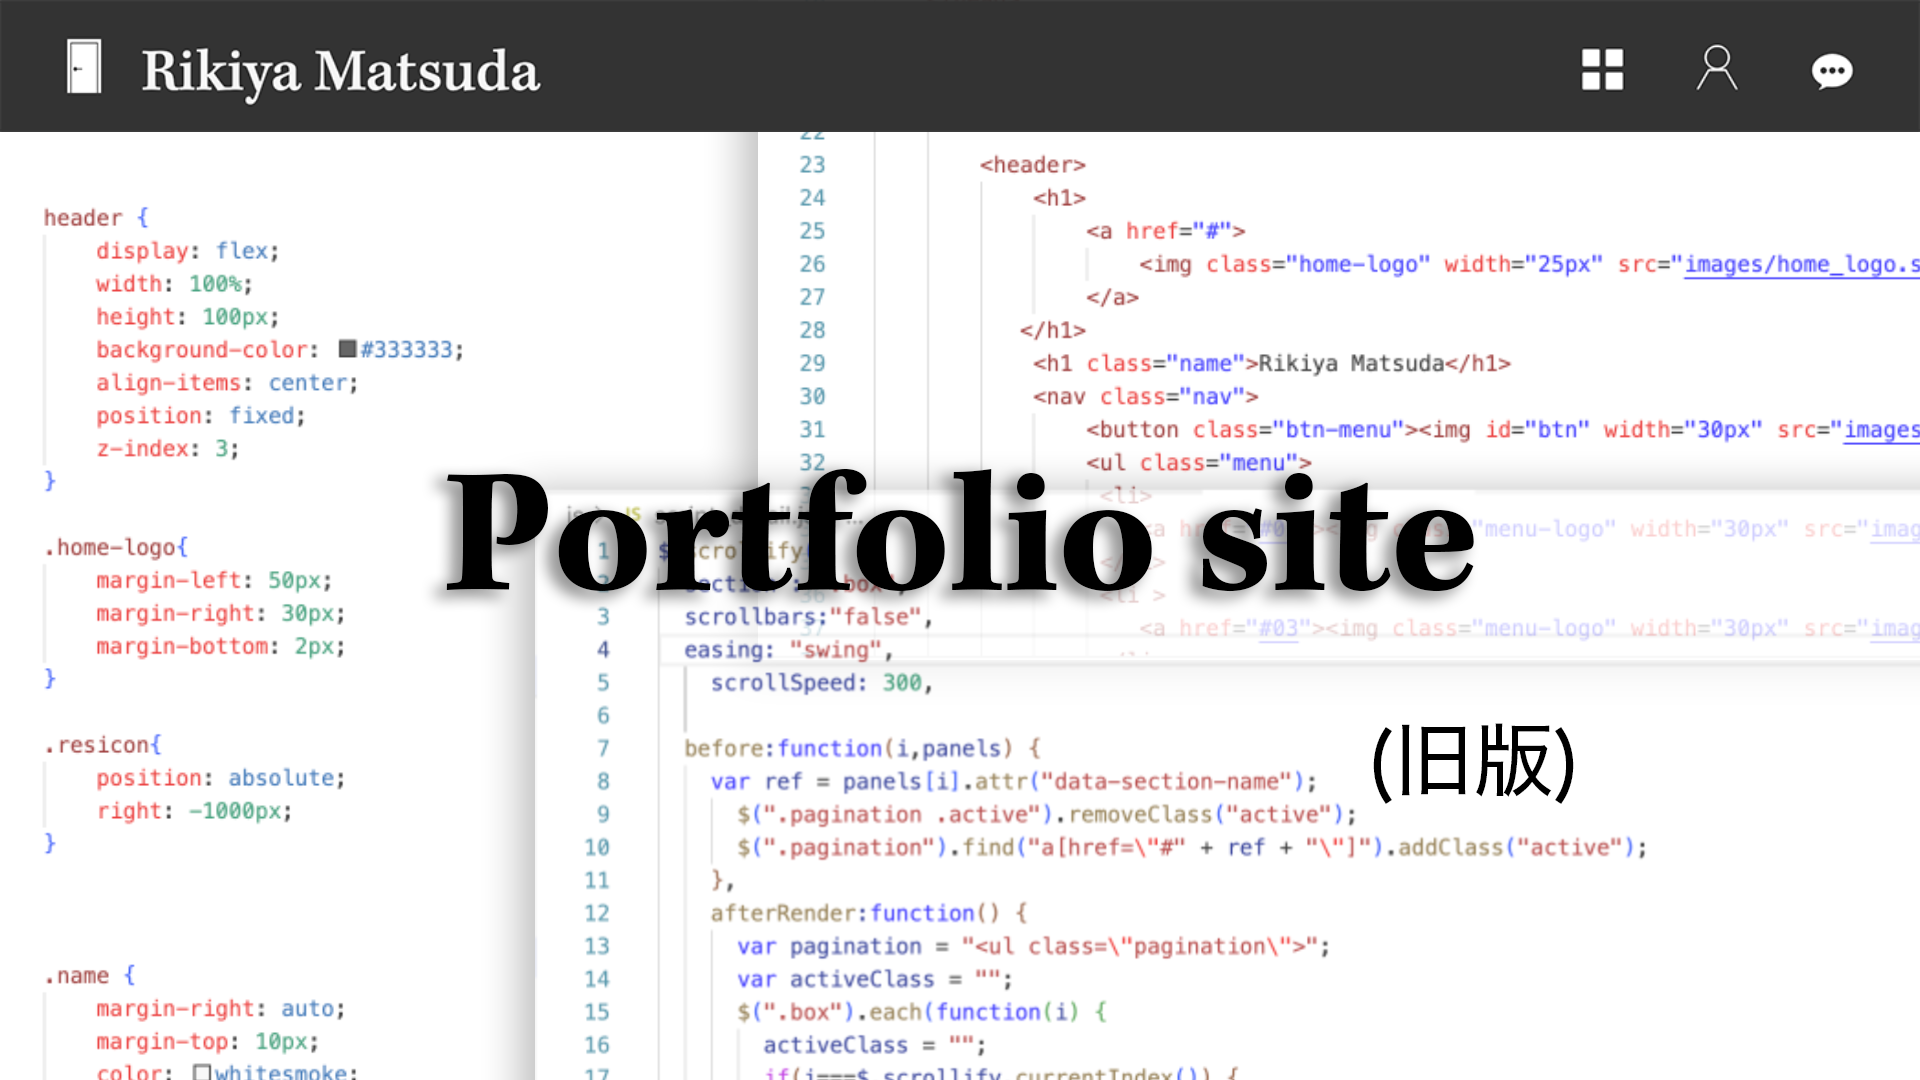 Rikiya Matsuda
header {
display: flex;
width: 100%;
height: 100px;
background-color: #333333;
align-items: center;
position: fixed;
z-index: 3;
}
.home-logo{
margin-left: 50px;
margin-right: 30px;
margin-bottom: 2px;
}
.resicon{
position: absolute;
right: -1000px;
}
.name {
margin-right: auto;
margin-top: 10px;
color: whitesmoke;
22
23 <header>
24 <h1>
25 <a href="#">
26 <img class="home-logo" width="25px" src="images/home_logo.s
27 </a>
28 </h1>
29 <h1 class="name">Rikiya Matsuda</h1>
30 <nav class="nav">
31 <button class="btn-menu"><img id="btn" width="30px" src="images
32 <ul class="menu">
<li>
"menu-logo" width="30px" src="imag
<li >
37 <a href="#03"><img class="menu-logo" width="30px" src="imag
Portfolio site
(旧版)
1
2
3 scrollbars:"false",
4 easing: "swing",
5 scrollSpeed: 300,
6
7 before:function(i,panels) {
8 var ref = panels[i].attr("data-section-name");
9 $(".pagination .active").removeClass("active");
10 $(".pagination").find("a[href=\"#" + ref + "\"]").addClass("active");
11 },
12 afterRender:function() {
13 var pagination = "<ul class=\"pagination\">";
14 var activeClass = "";
15 $(".box").each(function(i) {
16 activeClass = "";
17 if(i===$.scrollify.currentIndex()) {